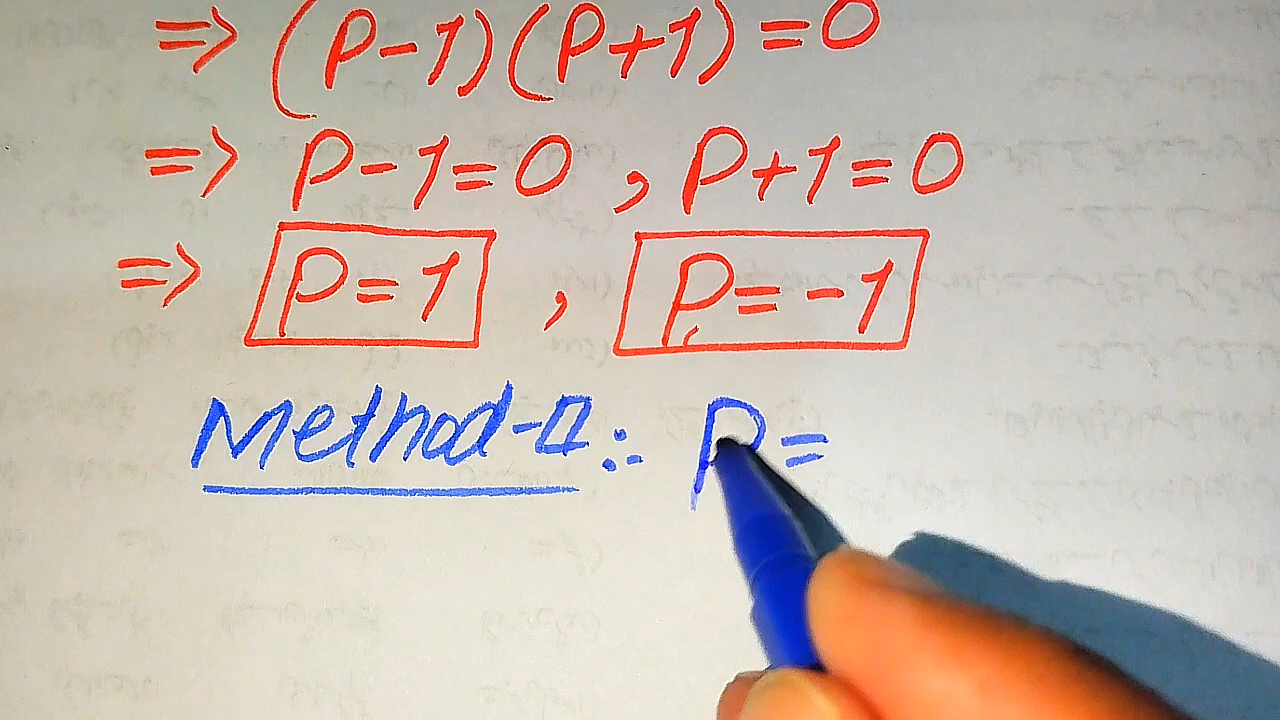 => (P-1)(P+1)=0
=> P-1=0 , P+1=0
=> P=1 , P=-1
Method-II:- P=